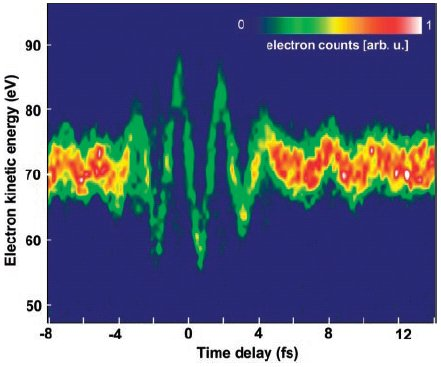 0 1
electron counts [arb. u.]
90
80
70
60
50
Electron kinetic energy (eV)
-8 -4 0 4 8 12
Time delay (fs)